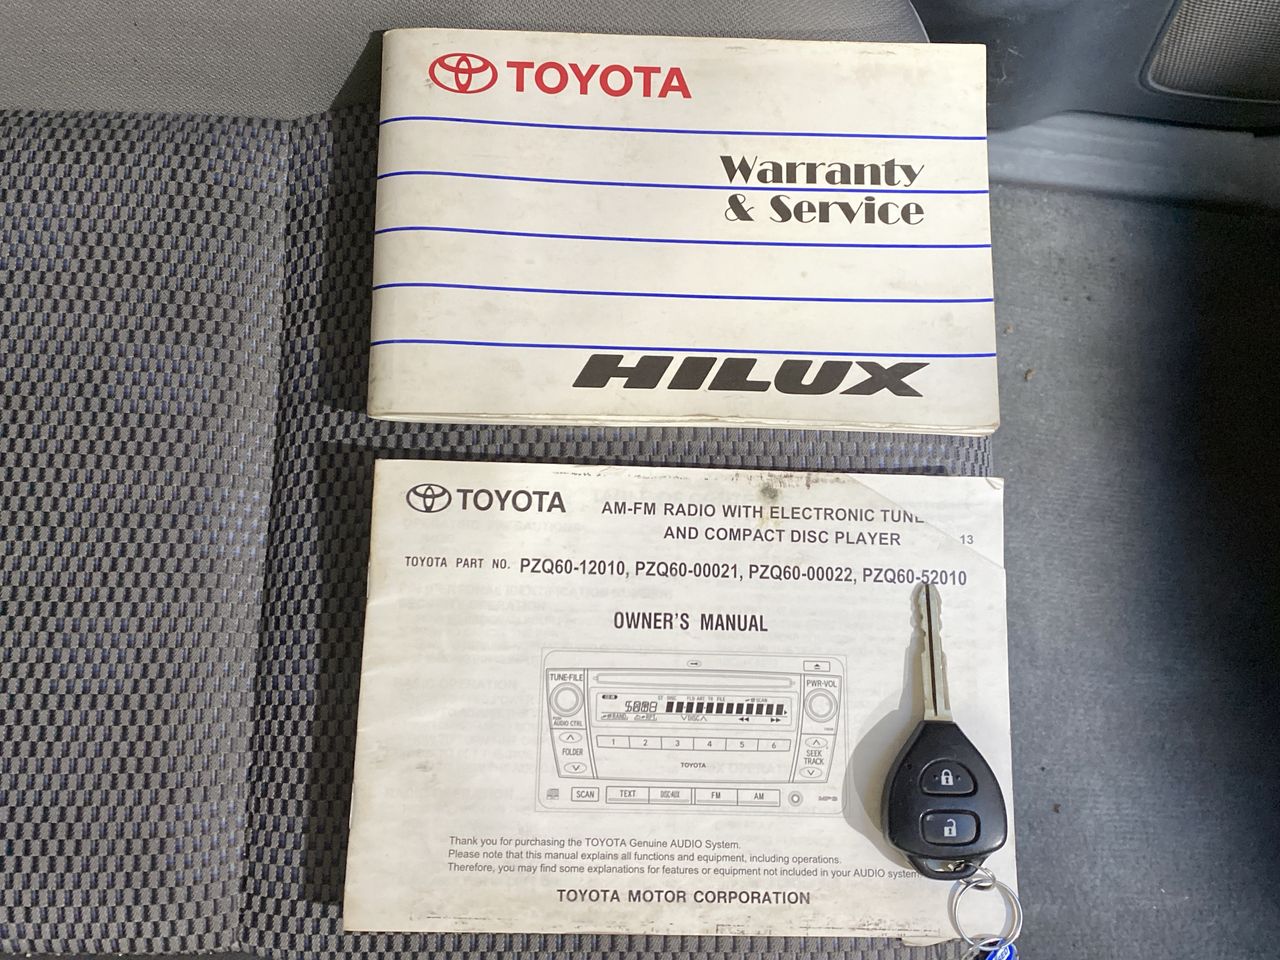 TOYOTA
Warranty
& Service
HILUX
TOYOTA
AM-FM RADIO WITH ELECTRONIC TUNE
AND COMPACT DISC PLAYER
13
TOYOTA PART NO. PZQ60-12010, PZQ60-00021, PZQ60-00022, PZQ60-52010
OWNER'S MANUAL
TUNE·FILE
PWR·VOL
AUDIO CTRL
FOLDER
1 2 3 4 5 6
SEEK
TRACK
TOYOTA
SCAN TEXT DISC·AUX FM AM
Thank you for purchasing the TOYOTA Genuine AUDIO System.
Please note that this manual explains all functions and equipment, including operations.
Therefore, you may find some explanations for features or equipment not included in your AUDIO system.
TOYOTA MOTOR CORPORATION